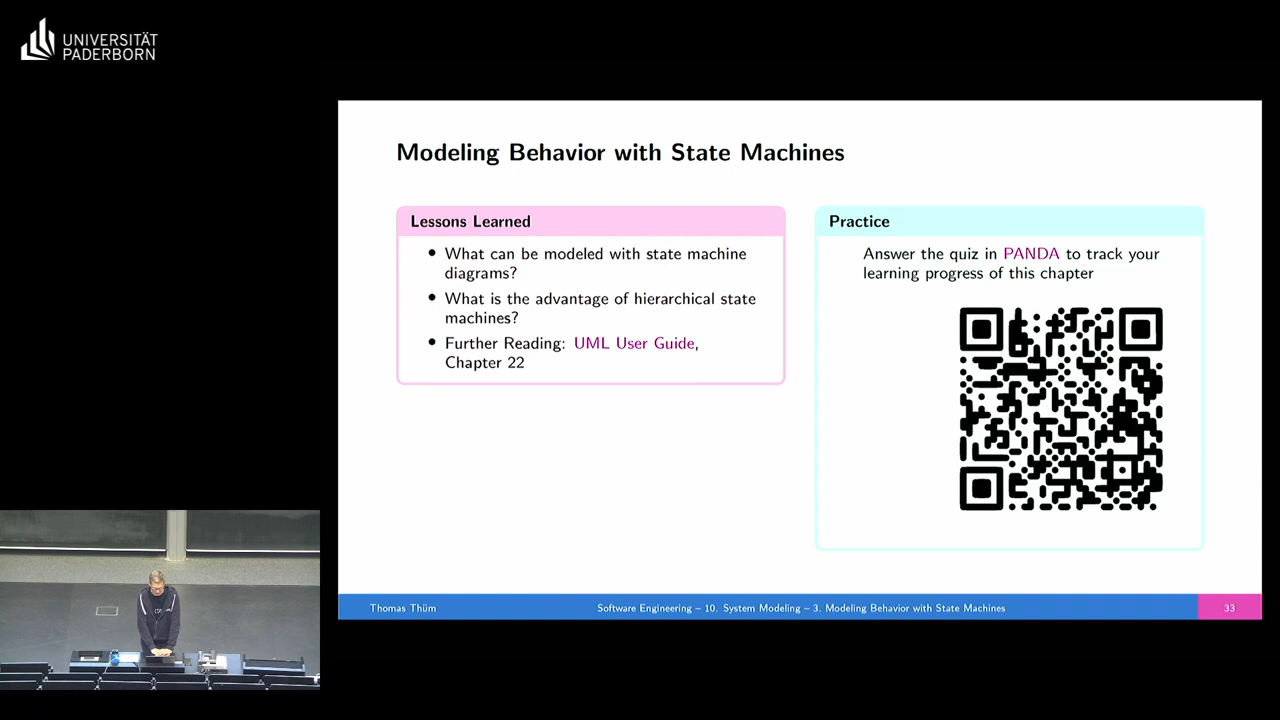 UNIVERSITÄT
PADERBORN
Modeling Behavior with State Machines
Lessons Learned
• What can be modeled with state machine
diagrams?
• What is the advantage of hierarchical state
machines?
• Further Reading: UML User Guide,
Chapter 22
Practice
Answer the quiz in PANDA to track your
learning progress of this chapter
Thomas Thüm
Software Engineering – 10. System Modeling – 3. Modeling Behavior with State Machines
33